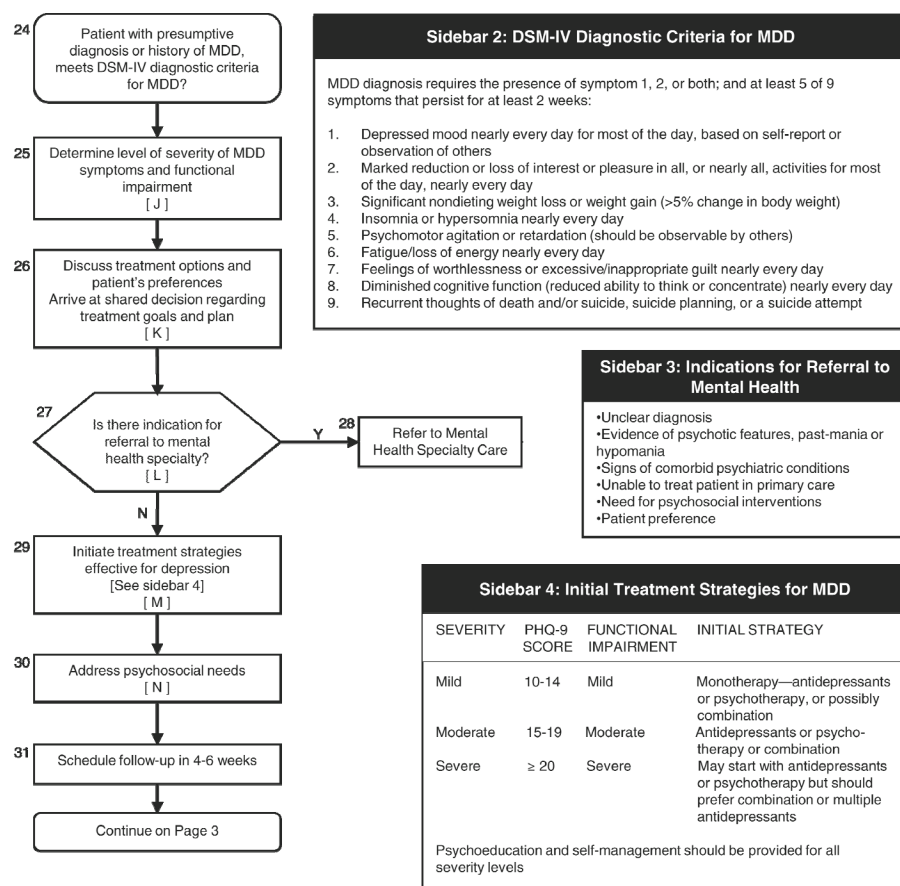 24
Patient with presumptive
diagnosis or history of MDD,
meets DSM-IV diagnostic criteria
for MDD?
25
Determine level of severity of MDD
symptoms and functional
impairment
[ J ]
26
Discuss treatment options and
patient's preferences
Arrive at shared decision regarding
treatment goals and plan
[ K ]
27
Is there indication for
referral to mental
health specialty?
[ L ]
Y
28
Refer to Mental
Health Specialty Care
N
29
Initiate treatment strategies
effective for depression
[See sidebar 4]
[ M ]
30
Address psychosocial needs
[ N ]
31
Schedule follow-up in 4-6 weeks
Continue on Page 3
Sidebar 2: DSM-IV Diagnostic Criteria for MDD
MDD diagnosis requires the presence of symptom 1, 2, or both; and at least 5 of 9
symptoms that persist for at least 2 weeks:
1. Depressed mood nearly every day for most of the day, based on self-report or
observation of others
2. Marked reduction or loss of interest or pleasure in all, or nearly all, activities for most
of the day, nearly every day
3. Significant nondieting weight loss or weight gain (>5% change in body weight)
4. Insomnia or hypersomnia nearly every day
5. Psychomotor agitation or retardation (should be observable by others)
6. Fatigue/loss of energy nearly every day
7. Feelings of worthlessness or excessive/inappropriate guilt nearly every day
8. Diminished cognitive function (reduced ability to think or concentrate) nearly every day
9. Recurrent thoughts of death and/or suicide, suicide planning, or a suicide attempt
Sidebar 3: Indications for Referral to
Mental Health
•Unclear diagnosis
•Evidence of psychotic features, past-mania or
hypomania
•Signs of comorbid psychiatric conditions
•Unable to treat patient in primary care
•Need for psychosocial interventions
•Patient preference
Sidebar 4: Initial Treatment Strategies for MDD
SEVERITY PHQ-9 FUNCTIONAL INITIAL STRATEGY
SCORE IMPAIRMENT
Mild 10-14 Mild Monotherapy—antidepressants
or psychotherapy, or possibly
combination
Moderate 15-19 Moderate Antidepressants or psycho-
therapy or combination
Severe ≥ 20 Severe May start with antidepressants
or psychotherapy but should
prefer combination or multiple
antidepressants
Psychoeducation and self-management should be provided for all
severity levels